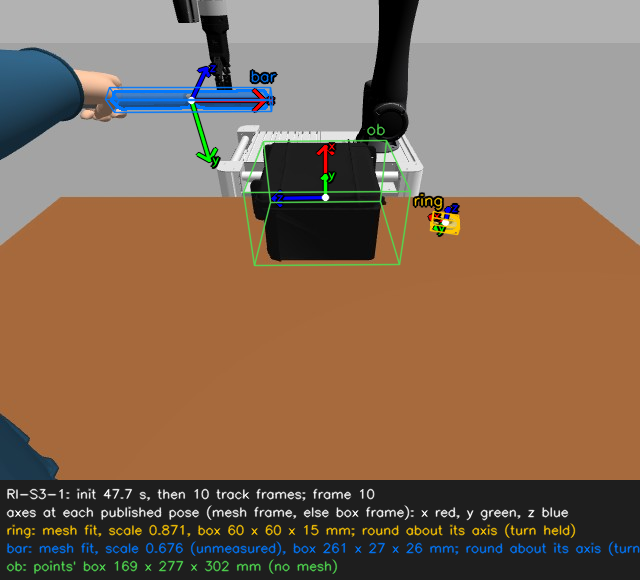 bar
x
z
y
ob
x
y
z
ring
z
x
y
RI-S3-1: init 47.7 s, then 10 track frames; frame 10
axes at each published pose (mesh frame, else box frame): x red, y green, z blue
ring: mesh fit, scale 0.871, box 60 x 60 x 15 mm; round about its axis (turn held)
bar: mesh fit, scale 0.676 (unmeasured), box 261 x 27 x 26 mm; round about its axis (turn
ob: points' box 169 x 277 x 302 mm (no mesh)